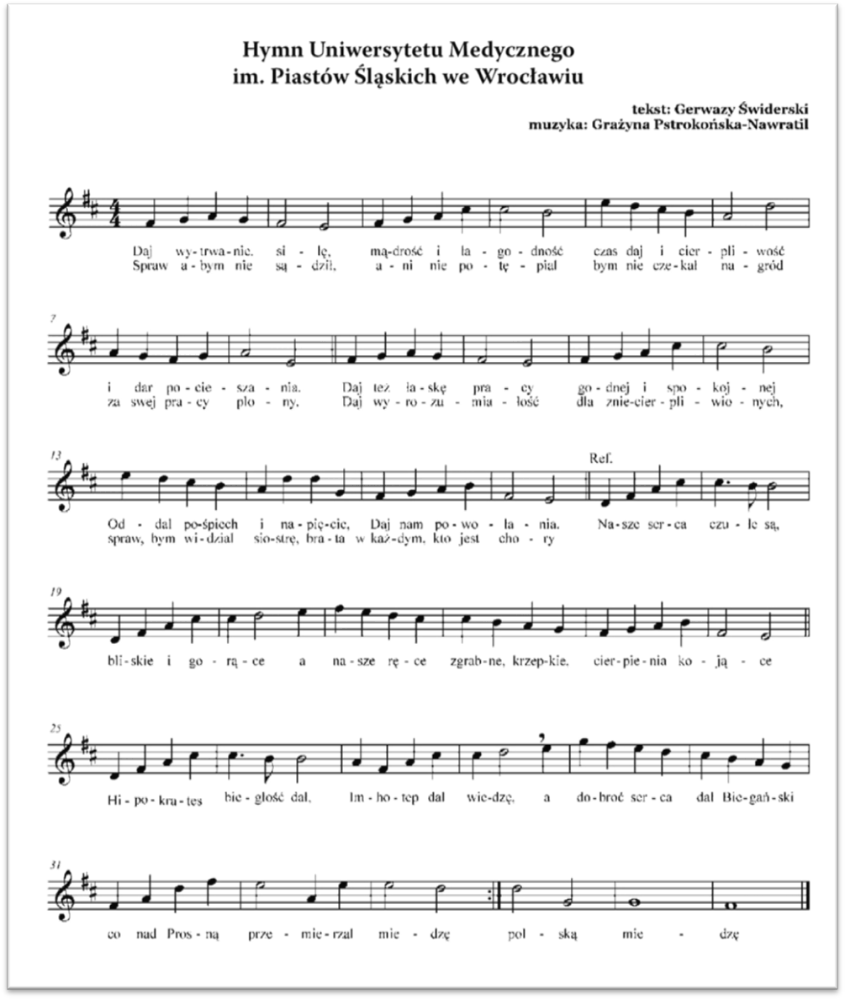 Hymn Uniwersytetu Medycznego
im. Piastów Śląskich we Wrocławiu
tekst: Gerwazy Świderski
muzyka: Grażyna Pstrokońska-Nawratil
Daj wy-trwa-nie. si - łę, mą-drość i ła - go - dność czas daj i cier - pli - wość
Spraw a - bym nie są - dził, a - ni nie po - tę - piał bym nie cze-kał na - gród
7
i dar po - cie - sza - nia. Daj też ła-skę pra - cy go - dnej i spo - koj - nej
za swej pra - cy plo - ny. Daj wy - ro - zu - mia - łość dla znie-cier - pli - wio - nych,
13
Ref.
Od - dal po-śpiech i na - pię-cie, Daj nam po - wo - ła - nia. Na-sze ser-ca czu - łe są,
spraw, bym wi-dział sio-strę, bra-ta w każ-dym, kto jest cho - ry
19
bli-skie i go - rą - ce a na - sze rę - ce zgrab-ne, krzep-kie, cier-pie-nia ko - ją - ce
25
Hi - po - kra - tes bie - głość dał, Im - ho - tep dał wie - dzę, a do-broć ser - ca dał Bie-gań-ski
31
co nad Pros - ną prze - mie - rzał mie - dzę pol - ską mie - dzę